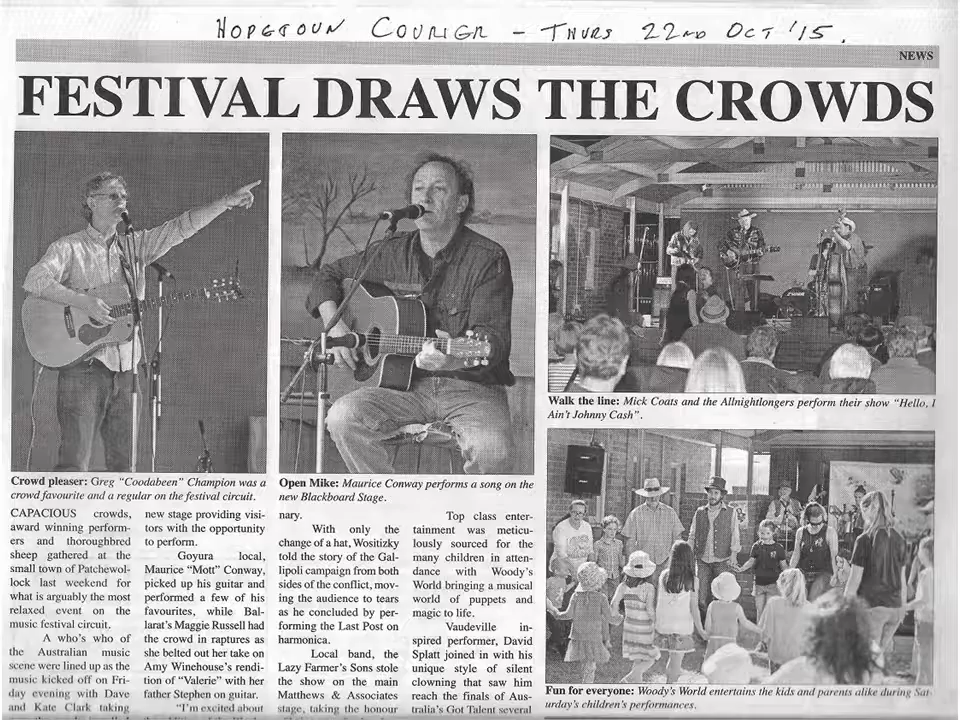 HOPETOUN COURIER - THURS 22ND OCT '15.
NEWS
FESTIVAL DRAWS THE CROWDS
Crowd pleaser: Greg "Coodabeen" Champion was a
crowd favourite and a regular on the festival circuit.
Open Mike: Maurice Conway performs a song on the
new Blackboard Stage.
Walk the line: Mick Coats and the Allnightlongers perform their show "Hello, I
Ain't Johnny Cash".
Fun for everyone: Woody's World entertains the kids and parents alike during Sat-
urday's children's performances.
CAPACIOUS crowds,
award winning perform-
ers and thoroughbred
sheep gathered at the
small town of Patchewol-
lock last weekend for
what is arguably the most
relaxed event on the
music festival circuit.
A who's who of
the Australian music
scene were lined up as the
music kicked off on Fri-
day evening with Dave
and Kate Clark taking
new stage providing visi-
tors with the opportunity
to perform.
Goyura local,
Maurice "Mott" Conway,
picked up his guitar and
performed a few of his
favourites, while Bal-
larat's Maggie Russell had
the crowd in raptures as
she belted out her take on
Amy Winehouse's rendi-
tion of "Valerie" with her
father Stephen on guitar.
"I'm excited about
nary.
With only the
change of a hat, Wositizky
told the story of the Gal-
lipoli campaign from both
sides of the conflict, mov-
ing the audience to tears
as he concluded by per-
forming the Last Post on
harmonica.
Local band, the
Lazy Farmer's Sons stole
the show on the main
Matthews & Associates
stage, taking the honour
Top class enter-
tainment was meticu-
lously sourced for the
many children in atten-
dance with Woody's
World bringing a musical
world of puppets and
magic to life.
Vaudeville in-
spired performer, David
Splatt joined in with his
unique style of silent
clowning that saw him
reach the finals of Aus-
tralia's Got Talent several